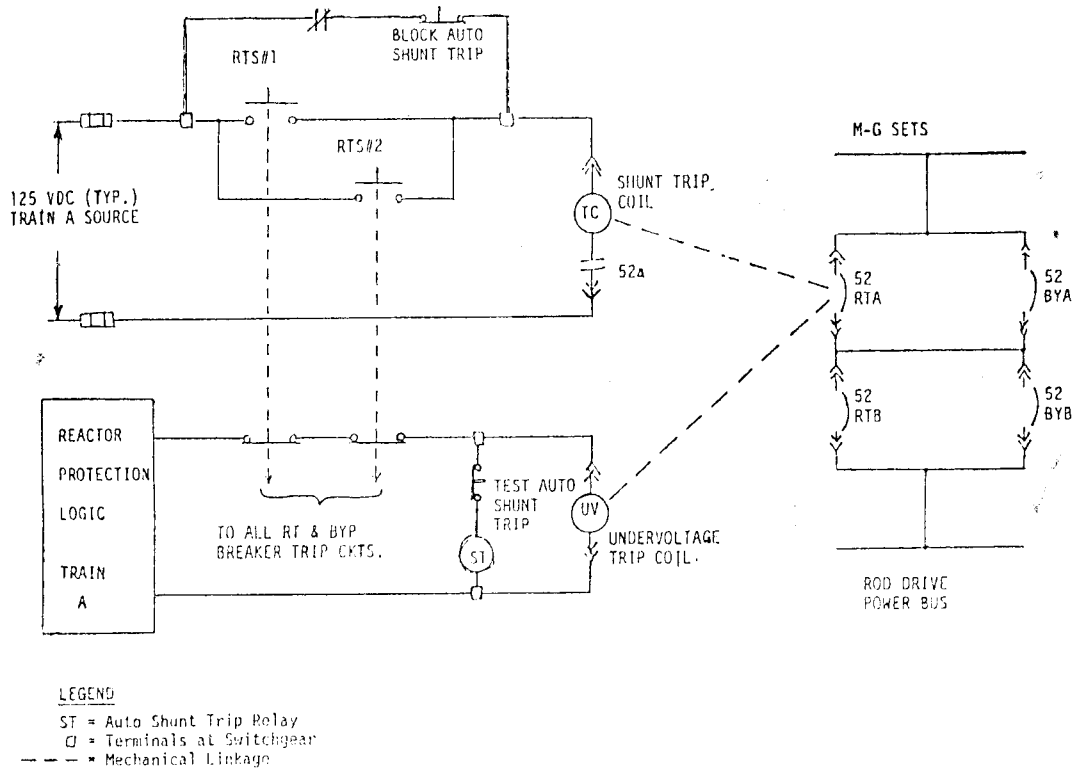 BLOCK AUTO
SHUNT TRIP
RTS#1
RTS#2
125 VDC (TYP.)
TRAIN A SOURCE
SHUNT TRIP
COIL
TC
52a
M-G SETS
52
RTA
52
BYA
52
RTB
52
BYB
REACTOR
PROTECTION
LOGIC
TRAIN
A
TO ALL RT & BYP
BREAKER TRIP CKTS.
TEST AUTO
SHUNT
TRIP
ST
UV
UNDERVOLTAGE
TRIP COIL.
ROD DRIVE
POWER BUS
LEGEND
ST = Auto Shunt Trip Relay
= Terminals at Switchgear
= Mechanical Linkage